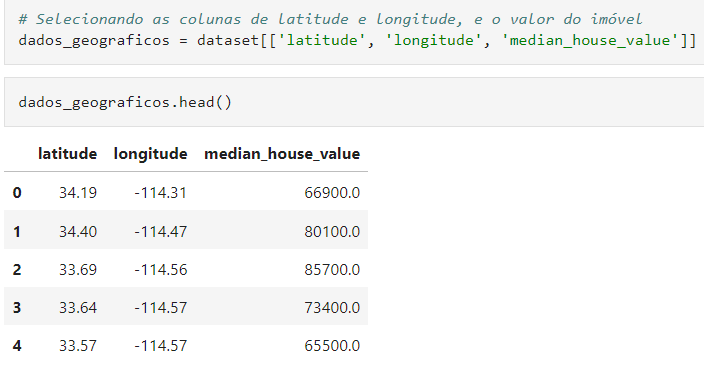 # Selecionando as colunas de latitude e longitude, e o valor do imóvel
dados_geograficos = dataset[['latitude', 'longitude', 'median_house_value']]
dados_geograficos.head()
latitude longitude median_house_value
0 34.19 -114.31 66900.0
1 34.40 -114.47 80100.0
2 33.69 -114.56 85700.0
3 33.64 -114.57 73400.0
4 33.57 -114.57 65500.0